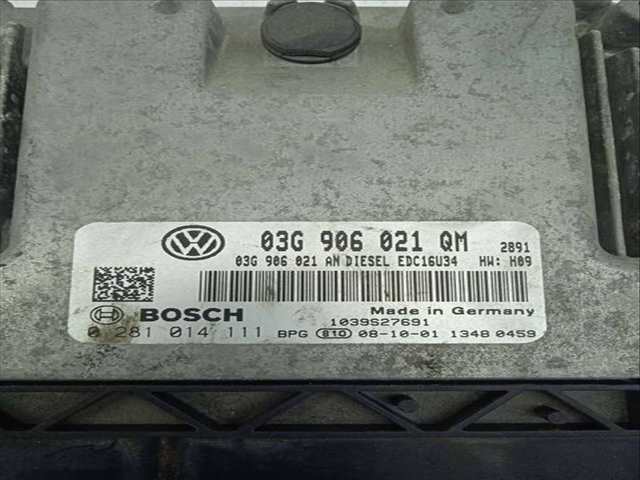 03G 906 021 QM 2891
03G 906 021 AN DIESEL EDC16U34 HW: H09
BOSCH Made in Germany
1039S27691
0 281 014 111 BPG 810 08-10-01 1348 0459